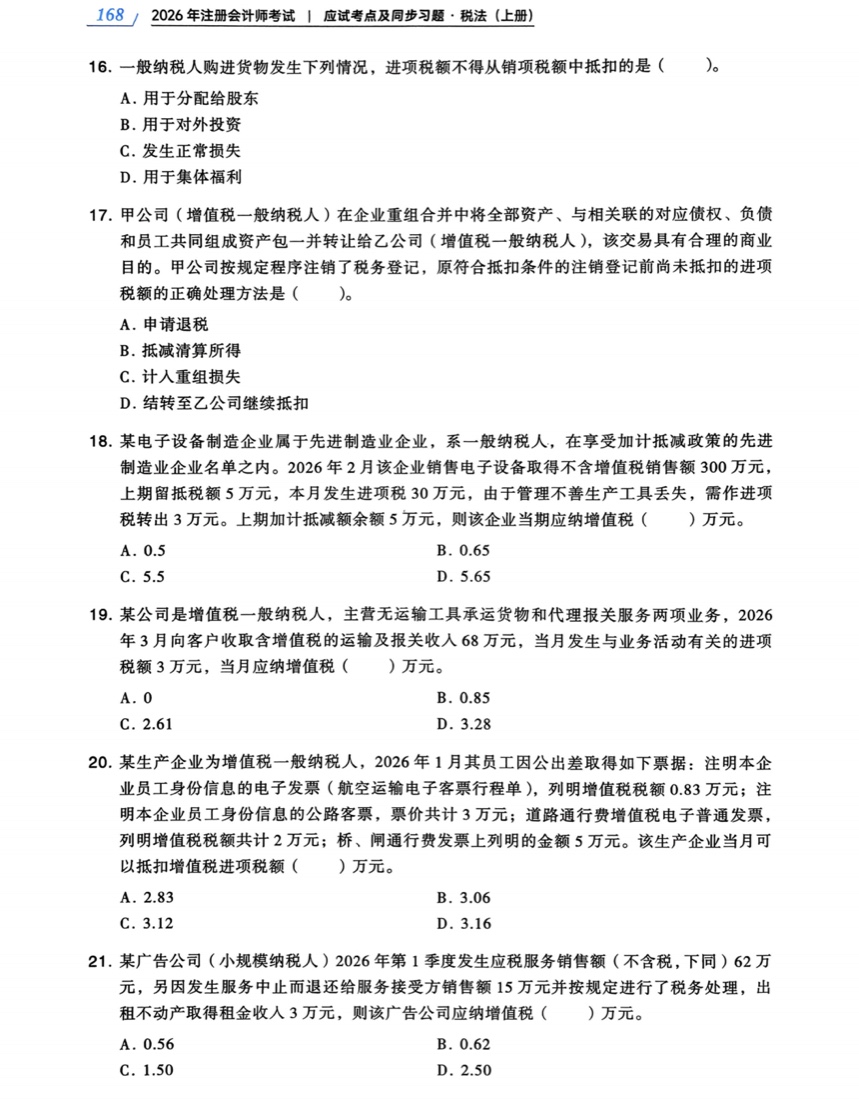 168 2026年注册会计师考试 | 应试考点及同步习题·税法（上册）
16. 一般纳税人购进货物发生下列情况，进项税额不得从销项税额中抵扣的是（　　）。
A. 用于分配给股东
B. 用于对外投资
C. 发生正常损失
D. 用于集体福利
17. 甲公司（增值税一般纳税人）在企业重组合并中将全部资产、与相关联的对应债权、负债
和员工共同组成资产包一并转让给乙公司（增值税一般纳税人），该交易具有合理的商业
目的。甲公司按规定程序注销了税务登记，原符合抵扣条件的注销登记前尚未抵扣的进项
税额的正确处理方法是（　　）。
A. 申请退税
B. 抵减清算所得
C. 计入重组损失
D. 结转至乙公司继续抵扣
18. 某电子设备制造企业属于先进制造业企业，系一般纳税人，在享受加计抵减政策的先进
制造业企业名单之内。2026年2月该企业销售电子设备取得不含增值税销售额300万元，
上期留抵税额5万元，本月发生进项税30万元，由于管理不善生产工具丢失，需作进项
税转出3万元。上期加计抵减额余额5万元，则该企业当期应纳增值税（　　）万元。
A. 0.5 B. 0.65
C. 5.5 D. 5.65
19. 某公司是增值税一般纳税人，主营无运输工具承运货物和代理报关服务两项业务，2026
年3月向客户收取含增值税的运输及报关收入68万元，当月发生与业务活动有关的进项
税额3万元，当月应纳增值税（　　）万元。
A. 0 B. 0.85
C. 2.61 D. 3.28
20. 某生产企业为增值税一般纳税人，2026年1月其员工因公出差取得如下票据：注明本企
业员工身份信息的电子发票（航空运输电子客票行程单），列明增值税税额0.83万元；注
明本企业员工身份信息的公路客票，票价共计3万元；道路通行费增值税电子普通发票，
列明增值税税额共计2万元；桥、闸通行费发票上列明的金额5万元。该生产企业当月可
以抵扣增值税进项税额（　　）万元。
A. 2.83 B. 3.06
C. 3.12 D. 3.16
21. 某广告公司（小规模纳税人）2026年第1季度发生应税服务销售额（不含税，下同）62万
元，另因发生服务中止而退还给服务接受方销售额15万元并按规定进行了税务处理，出
租不动产取得租金收入3万元，则该广告公司应纳增值税（　　）万元。
A. 0.56 B. 0.62
C. 1.50 D. 2.50